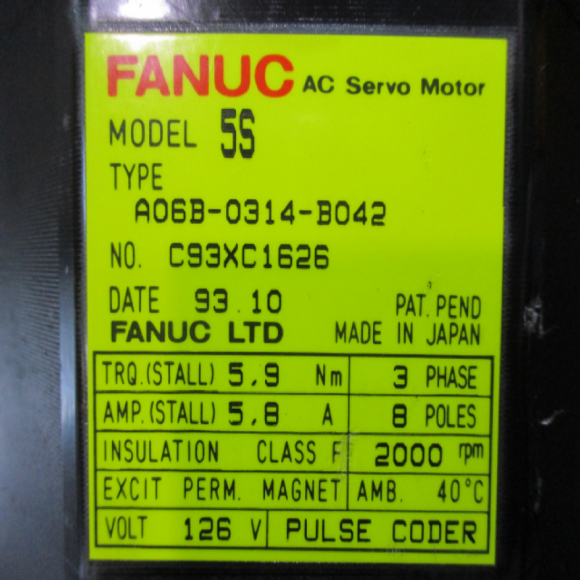 FANUC AC Servo Motor
MODEL 5S
TYPE
A06B-0314-B042
NO. C93XC1626
DATE 93.10 PAT. PEND
FANUC LTD MADE IN JAPAN
TRQ.(STALL) 5,9 Nm 3 PHASE
AMP.(STALL) 5,8 A 8 POLES
INSULATION CLASS F 2000 rpm
EXCIT PERM. MAGNET AMB. 40°C
VOLT 126 V PULSE CODER